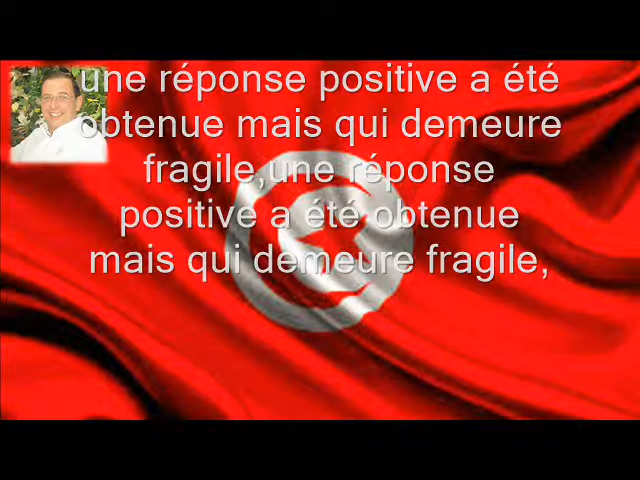 une réponse positive a été
obtenue mais qui demeure
fragile,une réponse
positive a été obtenue
mais qui demeure fragile,